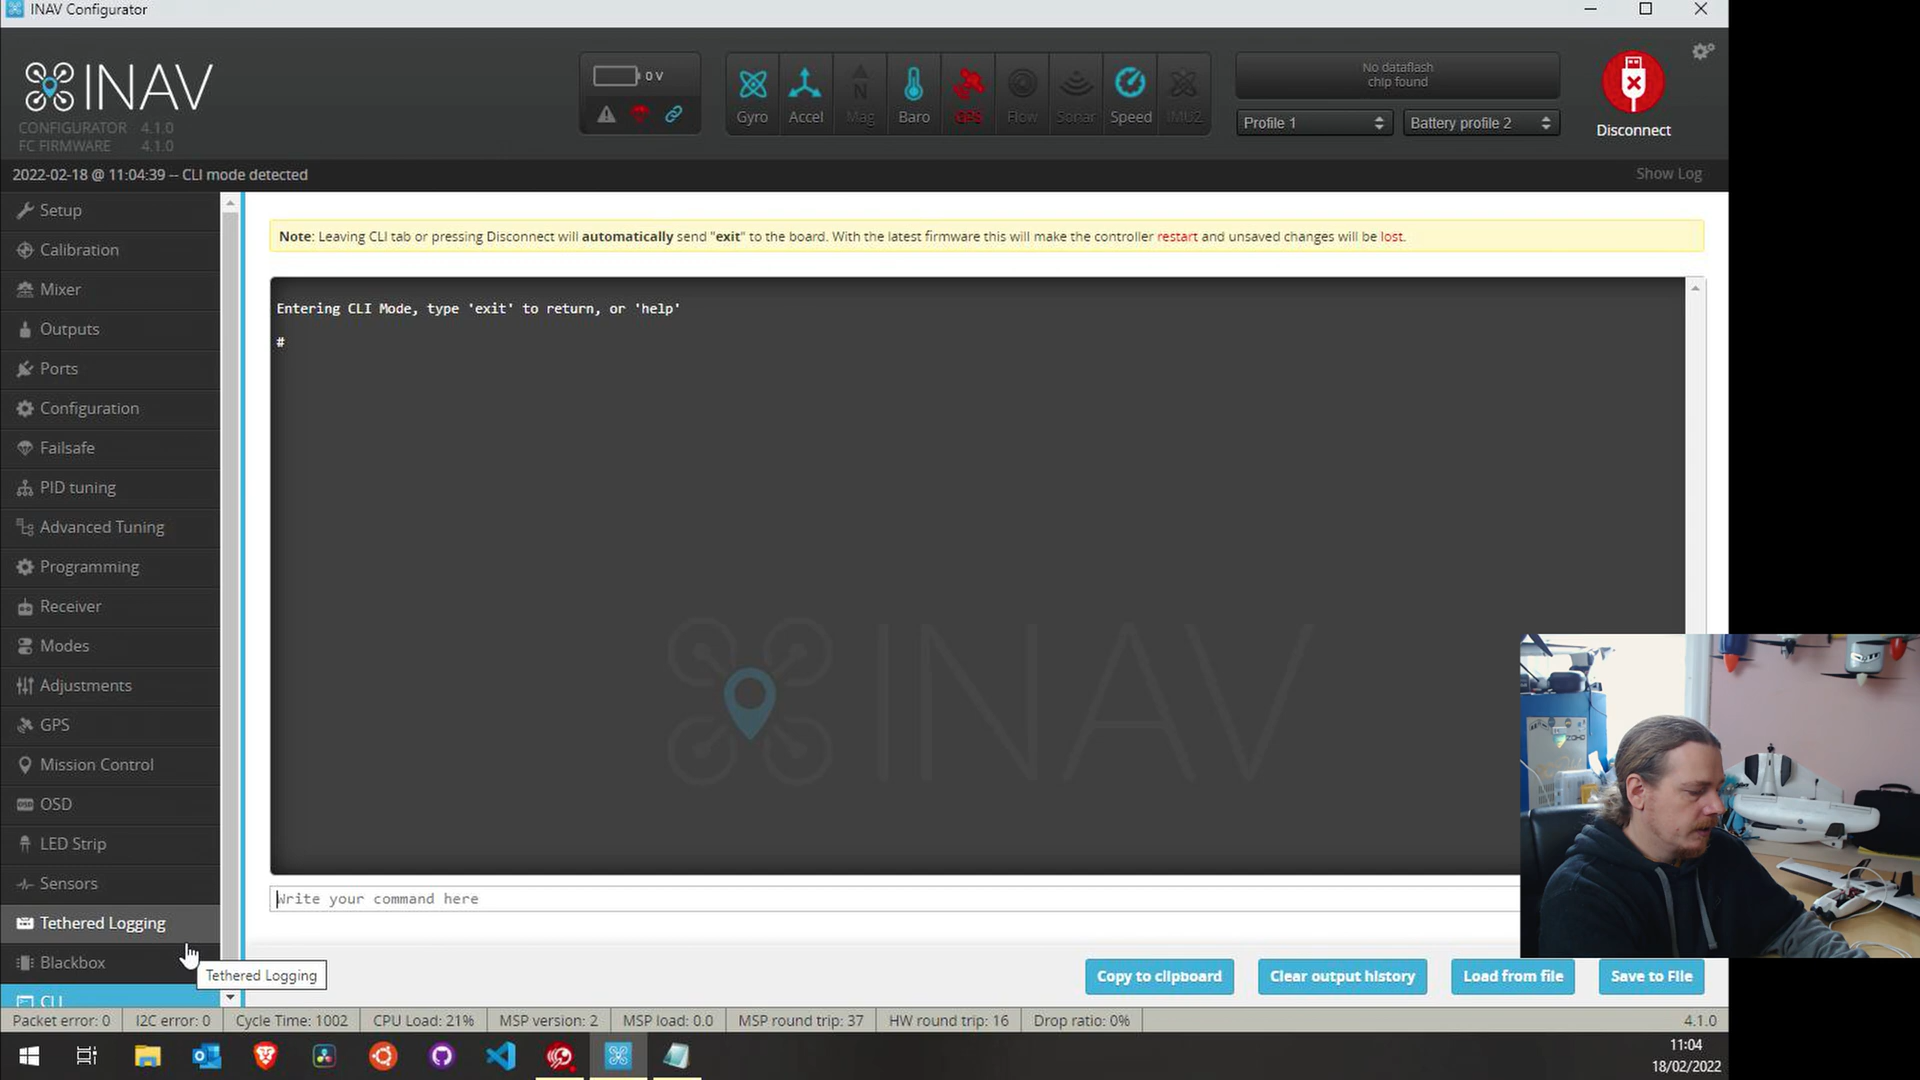 INAV Configurator
INAV
CONFIGURATOR 4.1.0
FC FIRMWARE 4.1.0
0 V
Gyro
Accel
Mag
Baro
GPS
Flow
Sonar
Speed
IMU2
No dataflash
chip found
Profile 1
Battery profile 2
Disconnect
2022-02-18 @ 11:04:39 -- CLI mode detected
Show Log
Setup
Calibration
Mixer
Outputs
Ports
Configuration
Failsafe
PID tuning
Advanced Tuning
Programming
Receiver
Modes
Adjustments
GPS
Mission Control
OSD
LED Strip
Sensors
Tethered Logging
Blackbox
CLI
Tethered Logging
Note: Leaving CLI tab or pressing Disconnect will automatically send "exit" to the board. With the latest firmware this will make the controller restart and unsaved changes will be lost.
Entering CLI Mode, type 'exit' to return, or 'help'
#
INAV
Write your command here
Copy to clipboard
Clear output history
Load from file
Save to File
Packet error: 0
I2C error: 0
Cycle Time: 1002
CPU Load: 21%
MSP version: 2
MSP load: 0.0
MSP round trip: 37
HW round trip: 16
Drop ratio: 0%
4.1.0
11:04
18/02/2022